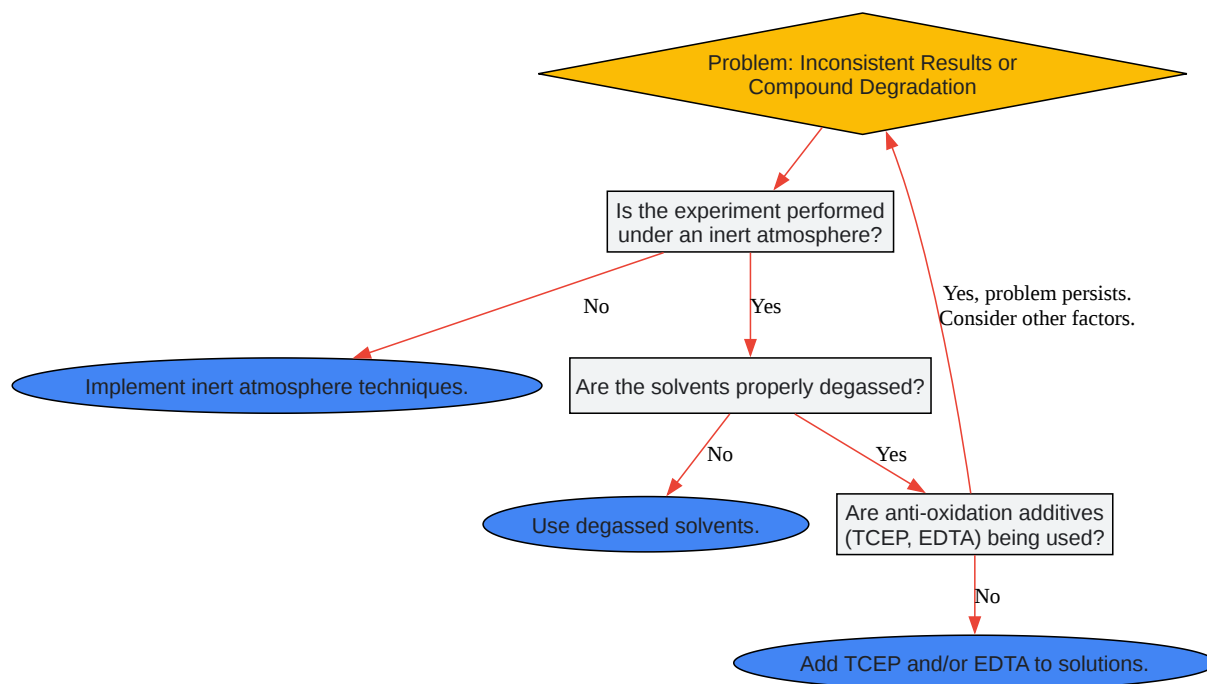 Problem: Inconsistent Results or
Compound Degradation
Is the experiment performed
under an inert atmosphere?
Yes, problem persists.
Consider other factors.
No
Yes
Implement inert atmosphere techniques.
Are the solvents properly degassed?
No
Yes
Use degassed solvents.
Are anti-oxidation additives
(TCEP, EDTA) being used?
No
Add TCEP and/or EDTA to solutions.